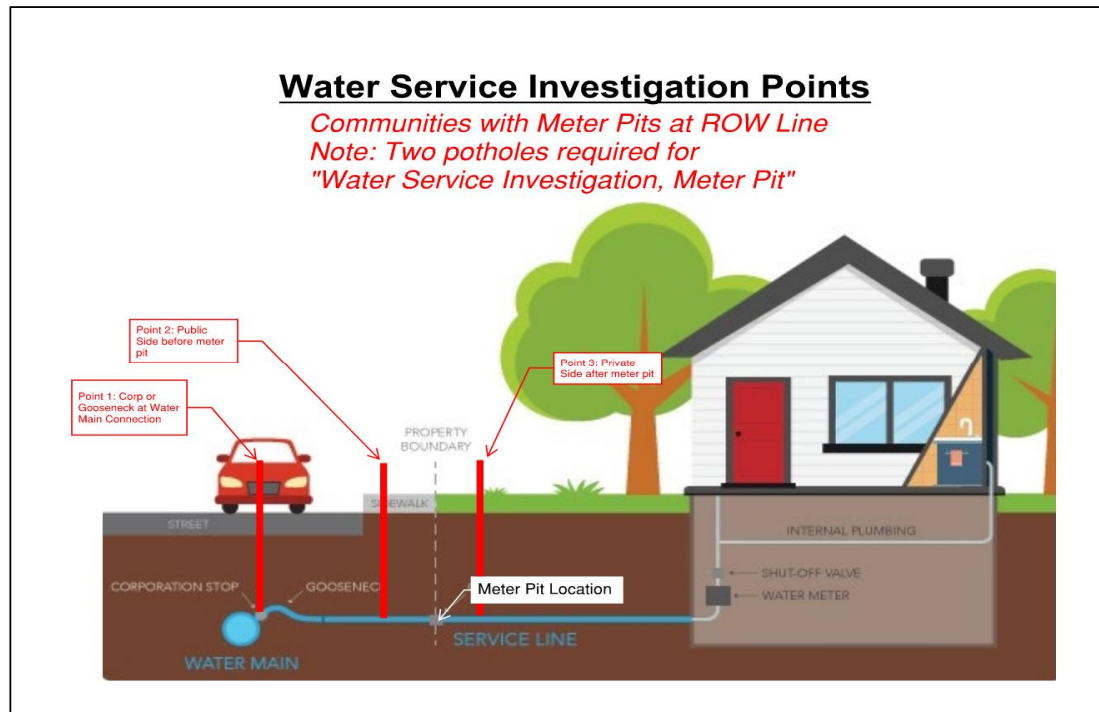 Water Service Investigation Points
Communities with Meter Pits at ROW Line
Note: Two potholes required for
"Water Service Investigation, Meter Pit"
Point 2: Public
Side before meter
pit
Point 3: Private
Side after meter pit
Point 1: Corp or
Gooseneck at Water
Main Connection
PROPERTY
BOUNDARY
SIDEWALK
STREET
INTERNAL PLUMBING
CORPORATION STOP
GOOSENECK
SHUT-OFF VALVE
Meter Pit Location
WATER METER
SERVICE LINE
WATER MAIN